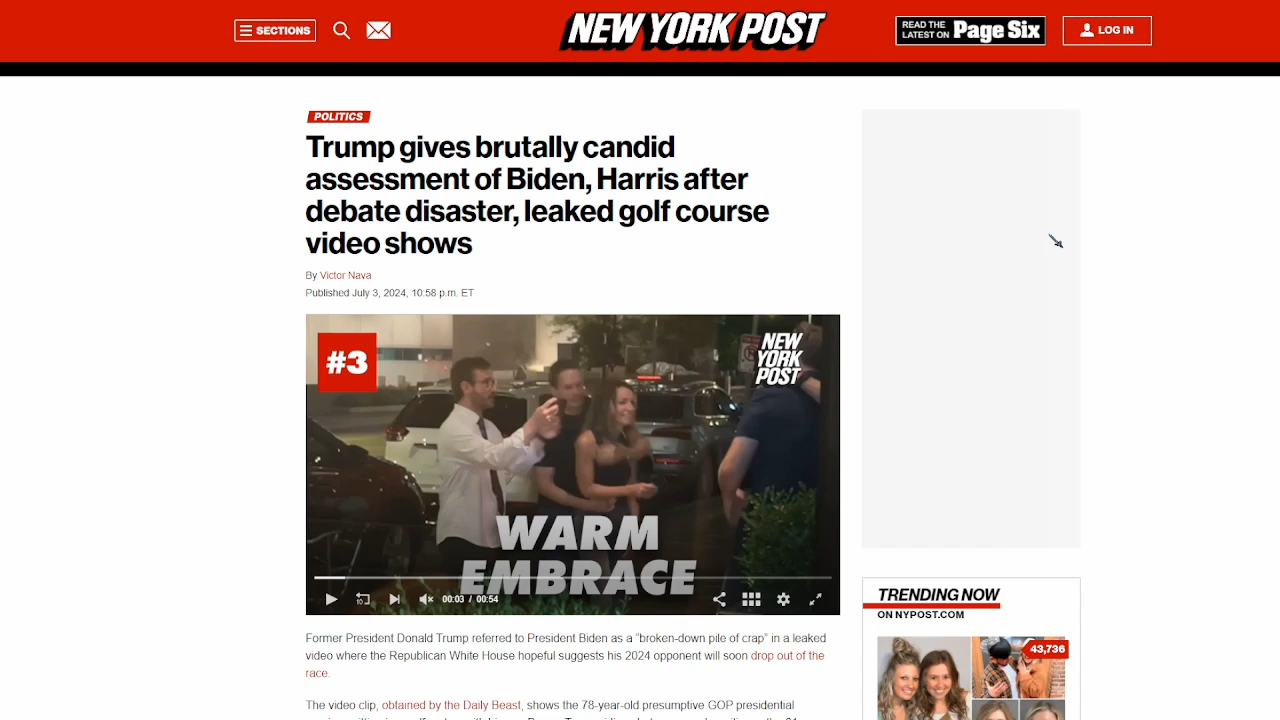 SECTIONS
NEW YORK POST
READ THE
LATEST ON
Page Six
LOG IN
POLITICS
Trump gives brutally candid
assessment of Biden, Harris after
debate disaster, leaked golf course
video shows
By Victor Nava
Published July 3, 2024, 10:58 p.m. ET
#3
NEW
YORK
POST
WARM
EMBRACE
10
00:03 / 00:54
Former President Donald Trump referred to President Biden as a “broken-down pile of crap” in a leaked
video where the Republican White House hopeful suggests his 2024 opponent will soon drop out of the
race.
The video clip, obtained by the Daily Beast, shows the 78-year-old presumptive GOP presidential
TRENDING NOW
ON NYPOST.COM
43,736